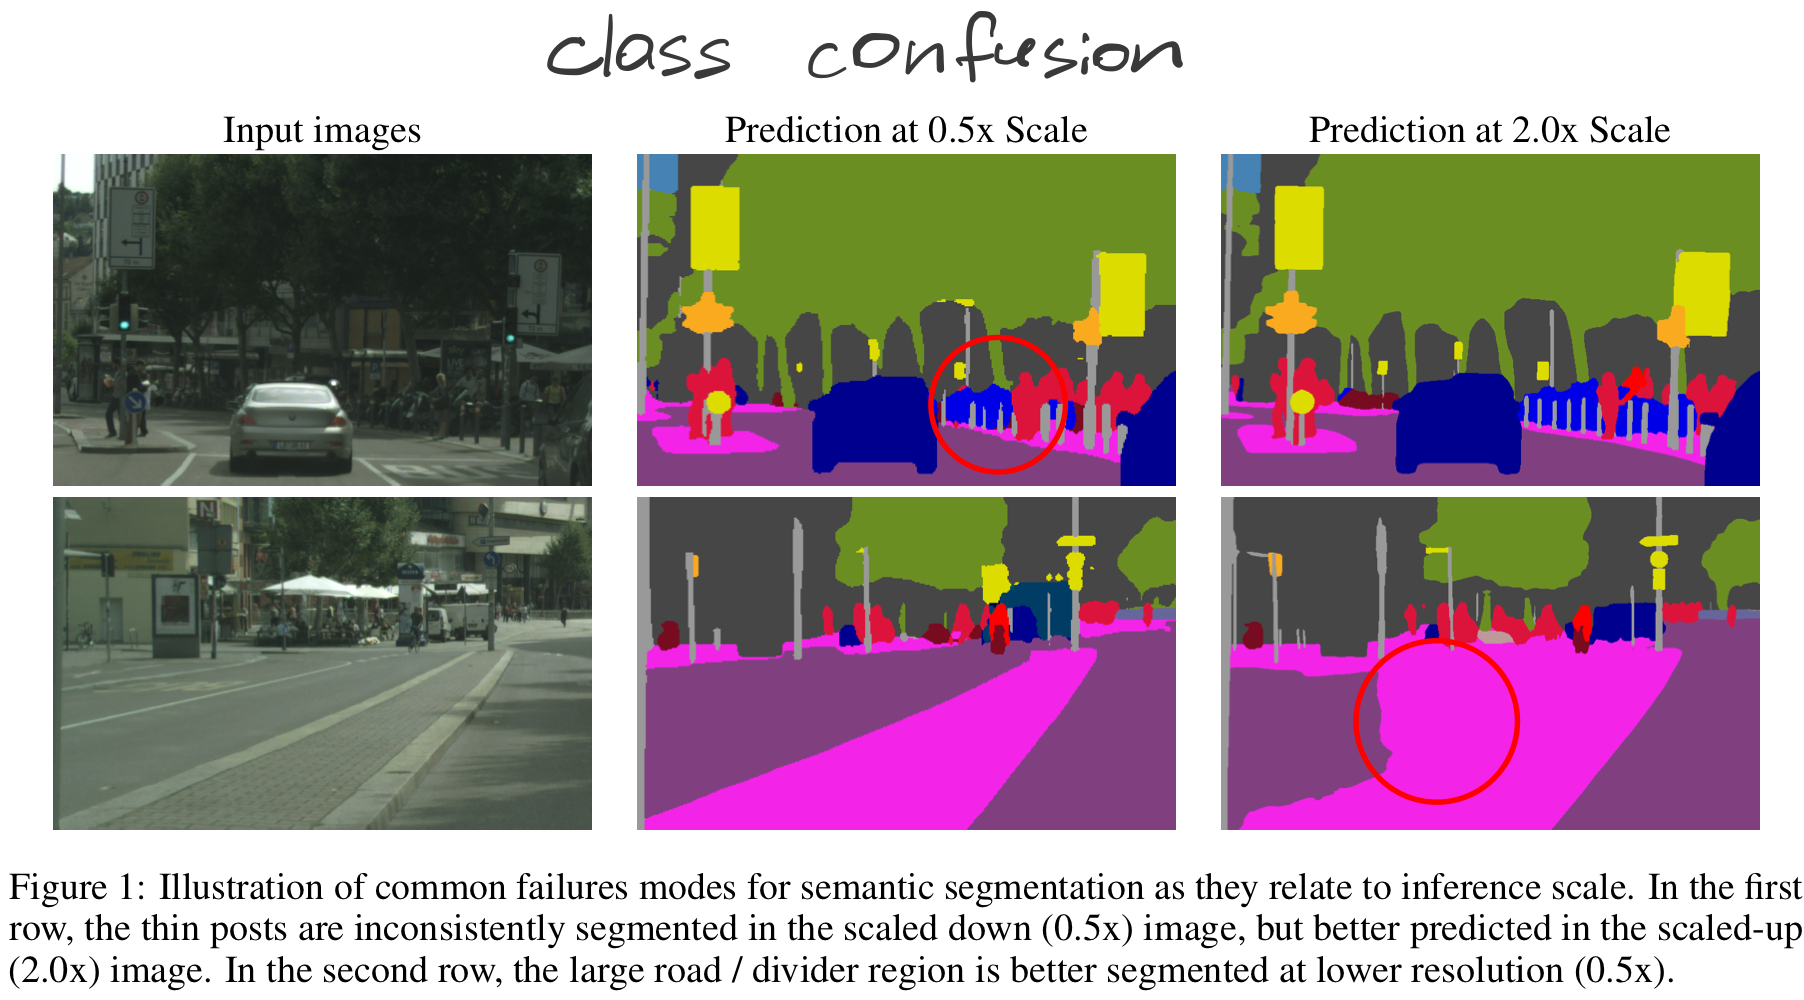 class confusion
Input images
Prediction at 0.5x Scale
Prediction at 2.0x Scale
N
Figure 1: Illustration of common failures modes for semantic segmentation as they relate to inference scale. In the first
row, the thin posts are inconsistently segmented in the scaled down (0.5x) image, but better predicted in the scaled-up
(2.0x) image. In the second row, the large road / divider region is better segmented at lower resolution (0.5x).